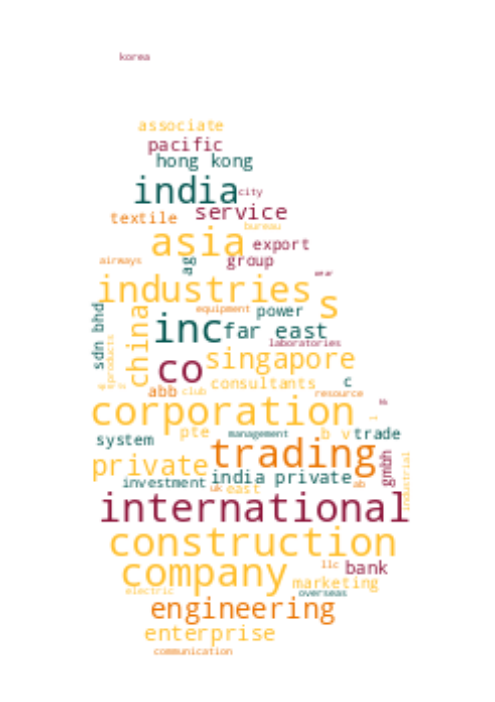 korea
associate
pacific
hong kong
india city
textile service
bureau
asia export
airways ag group
industries
equipment power
s
sdn bhd
china
inc far east
laboratories
co singapore
products
consultants c
abb club resource
corporation
pte b v trade
system management
trading
private gmbh
india private
investment ab
uk east
industrial
international
construction
llc bank
company marketing
electric overseas
engineering
enterprise
communication